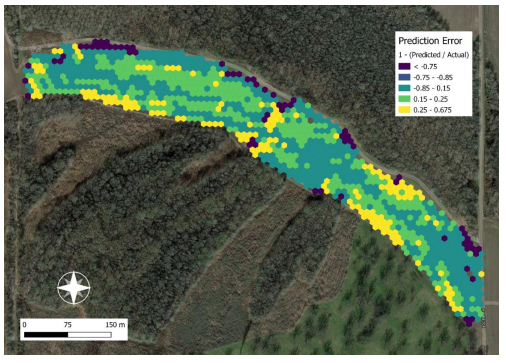 Prediction Error
1 - (Predicted / Actual)
< -0.75
-0.75 - -0.85
-0.85 - 0.15
0.15 - 0.25
0.25 - 0.675
0 75 150 m